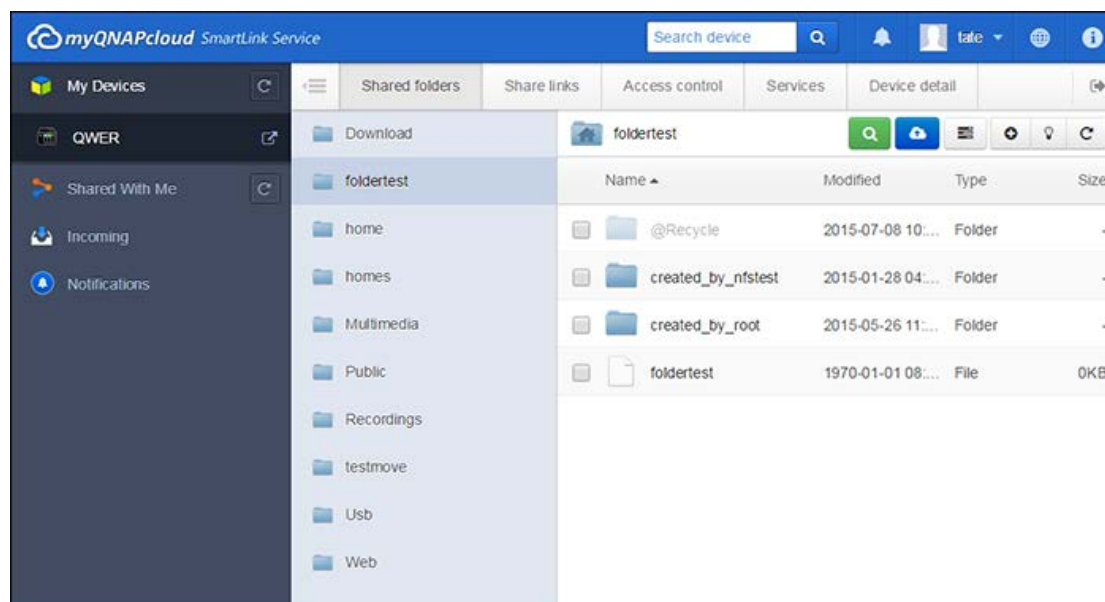 myQNAPcloud SmartLink Service
Search device
tate
My Devices
Shared folders
Share links
Access control
Services
Device detail
QWER
Download
foldertest
foldertest
Name
Modified
Type
Size
Shared With Me
home
@Recycle
2015-07-08 10:...
Folder
-
Incoming
homes
created_by_nfstest
2015-01-28 04:...
Folder
-
Notifications
Multimedia
created_by_root
2015-05-26 11:...
Folder
-
Public
foldertest
1970-01-01 08:...
File
0KB
Recordings
testmove
Usb
Web